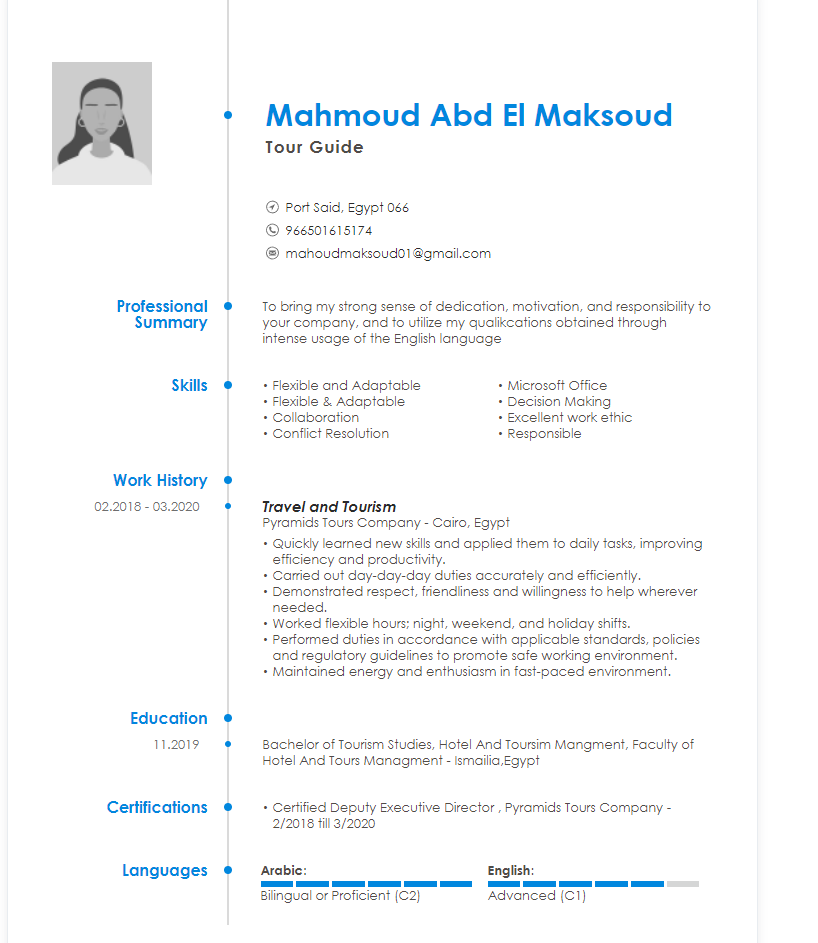 Mahmoud Abd El Maksoud
Tour Guide
Port Said, Egypt 066
966501615174
mahoudmaksoud01@gmail.com
Professional
Summary
To bring my strong sense of dedication, motivation, and responsibility to
your company, and to utilize my qualikcations obtained through
intense usage of the English language
Skills
• Flexible and Adaptable
• Flexible & Adaptable
• Collaboration
• Conflict Resolution
• Microsoft Office
• Decision Making
• Excellent work ethic
• Responsible
Work History
02.2018 - 03.2020
Travel and Tourism
Pyramids Tours Company - Cairo, Egypt
• Quickly learned new skills and applied them to daily tasks, improving
efficiency and productivity.
• Carried out day-day-day duties accurately and efficiently.
• Demonstrated respect, friendliness and willingness to help wherever
needed.
• Worked flexible hours; night, weekend, and holiday shifts.
• Performed duties in accordance with applicable standards, policies
and regulatory guidelines to promote safe working environment.
• Maintained energy and enthusiasm in fast-paced environment.
Education
11.2019
Bachelor of Tourism Studies, Hotel And Toursim Mangment, Faculty of
Hotel And Tours Managment - Ismailia,Egypt
Certifications
• Certified Deputy Executive Director , Pyramids Tours Company -
2/2018 till 3/2020
Languages
Arabic:
Bilingual or Proficient (C2)
English:
Advanced (C1)